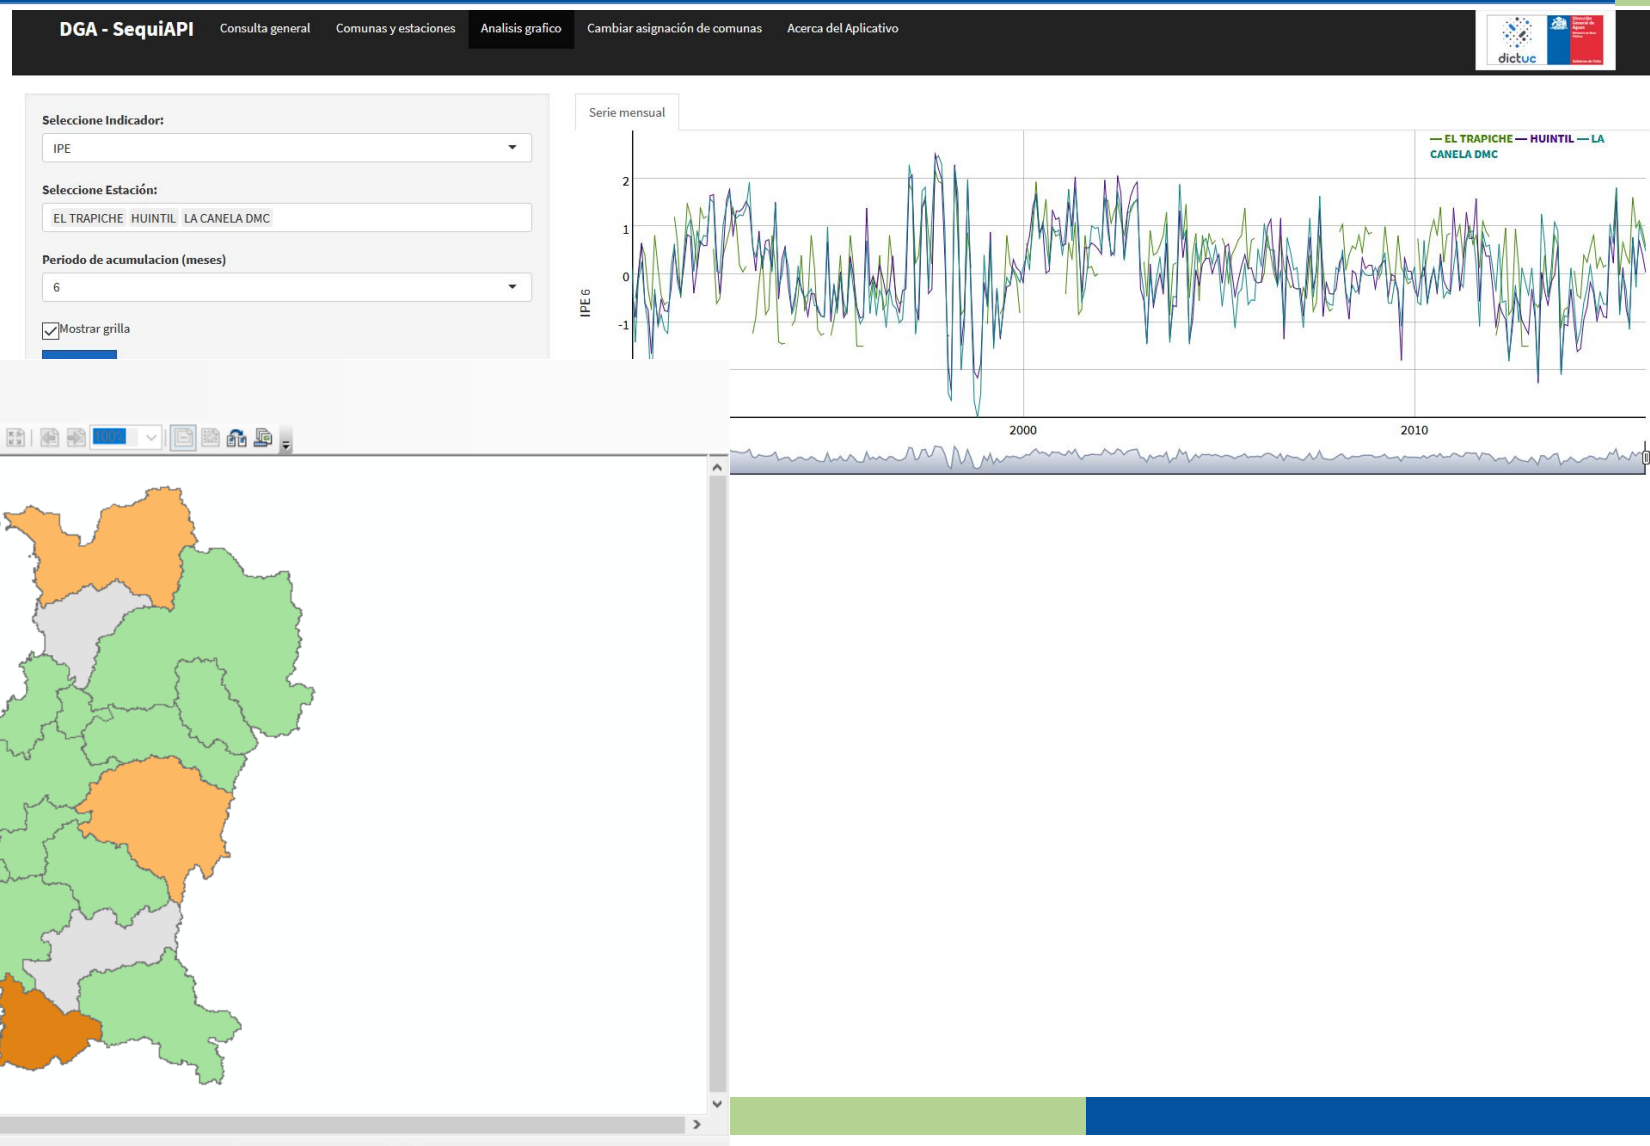 DGA - SequiAPI Consulta general Comunas y estaciones Analisis grafico Cambiar asignación de comunas Acerca del Aplicativo
dictuc
Seleccione Indicador:
IPE
Seleccione Estación:
EL TRAPICHE HUINTIL LA CANELA DMC
Periodo de acumulacion (meses)
6
Mostrar grilla
Serie mensual
EL TRAPICHE HUINTIL LA
CANELA DMC
2
1
0
-1
IPE 6
2000
2010
100%